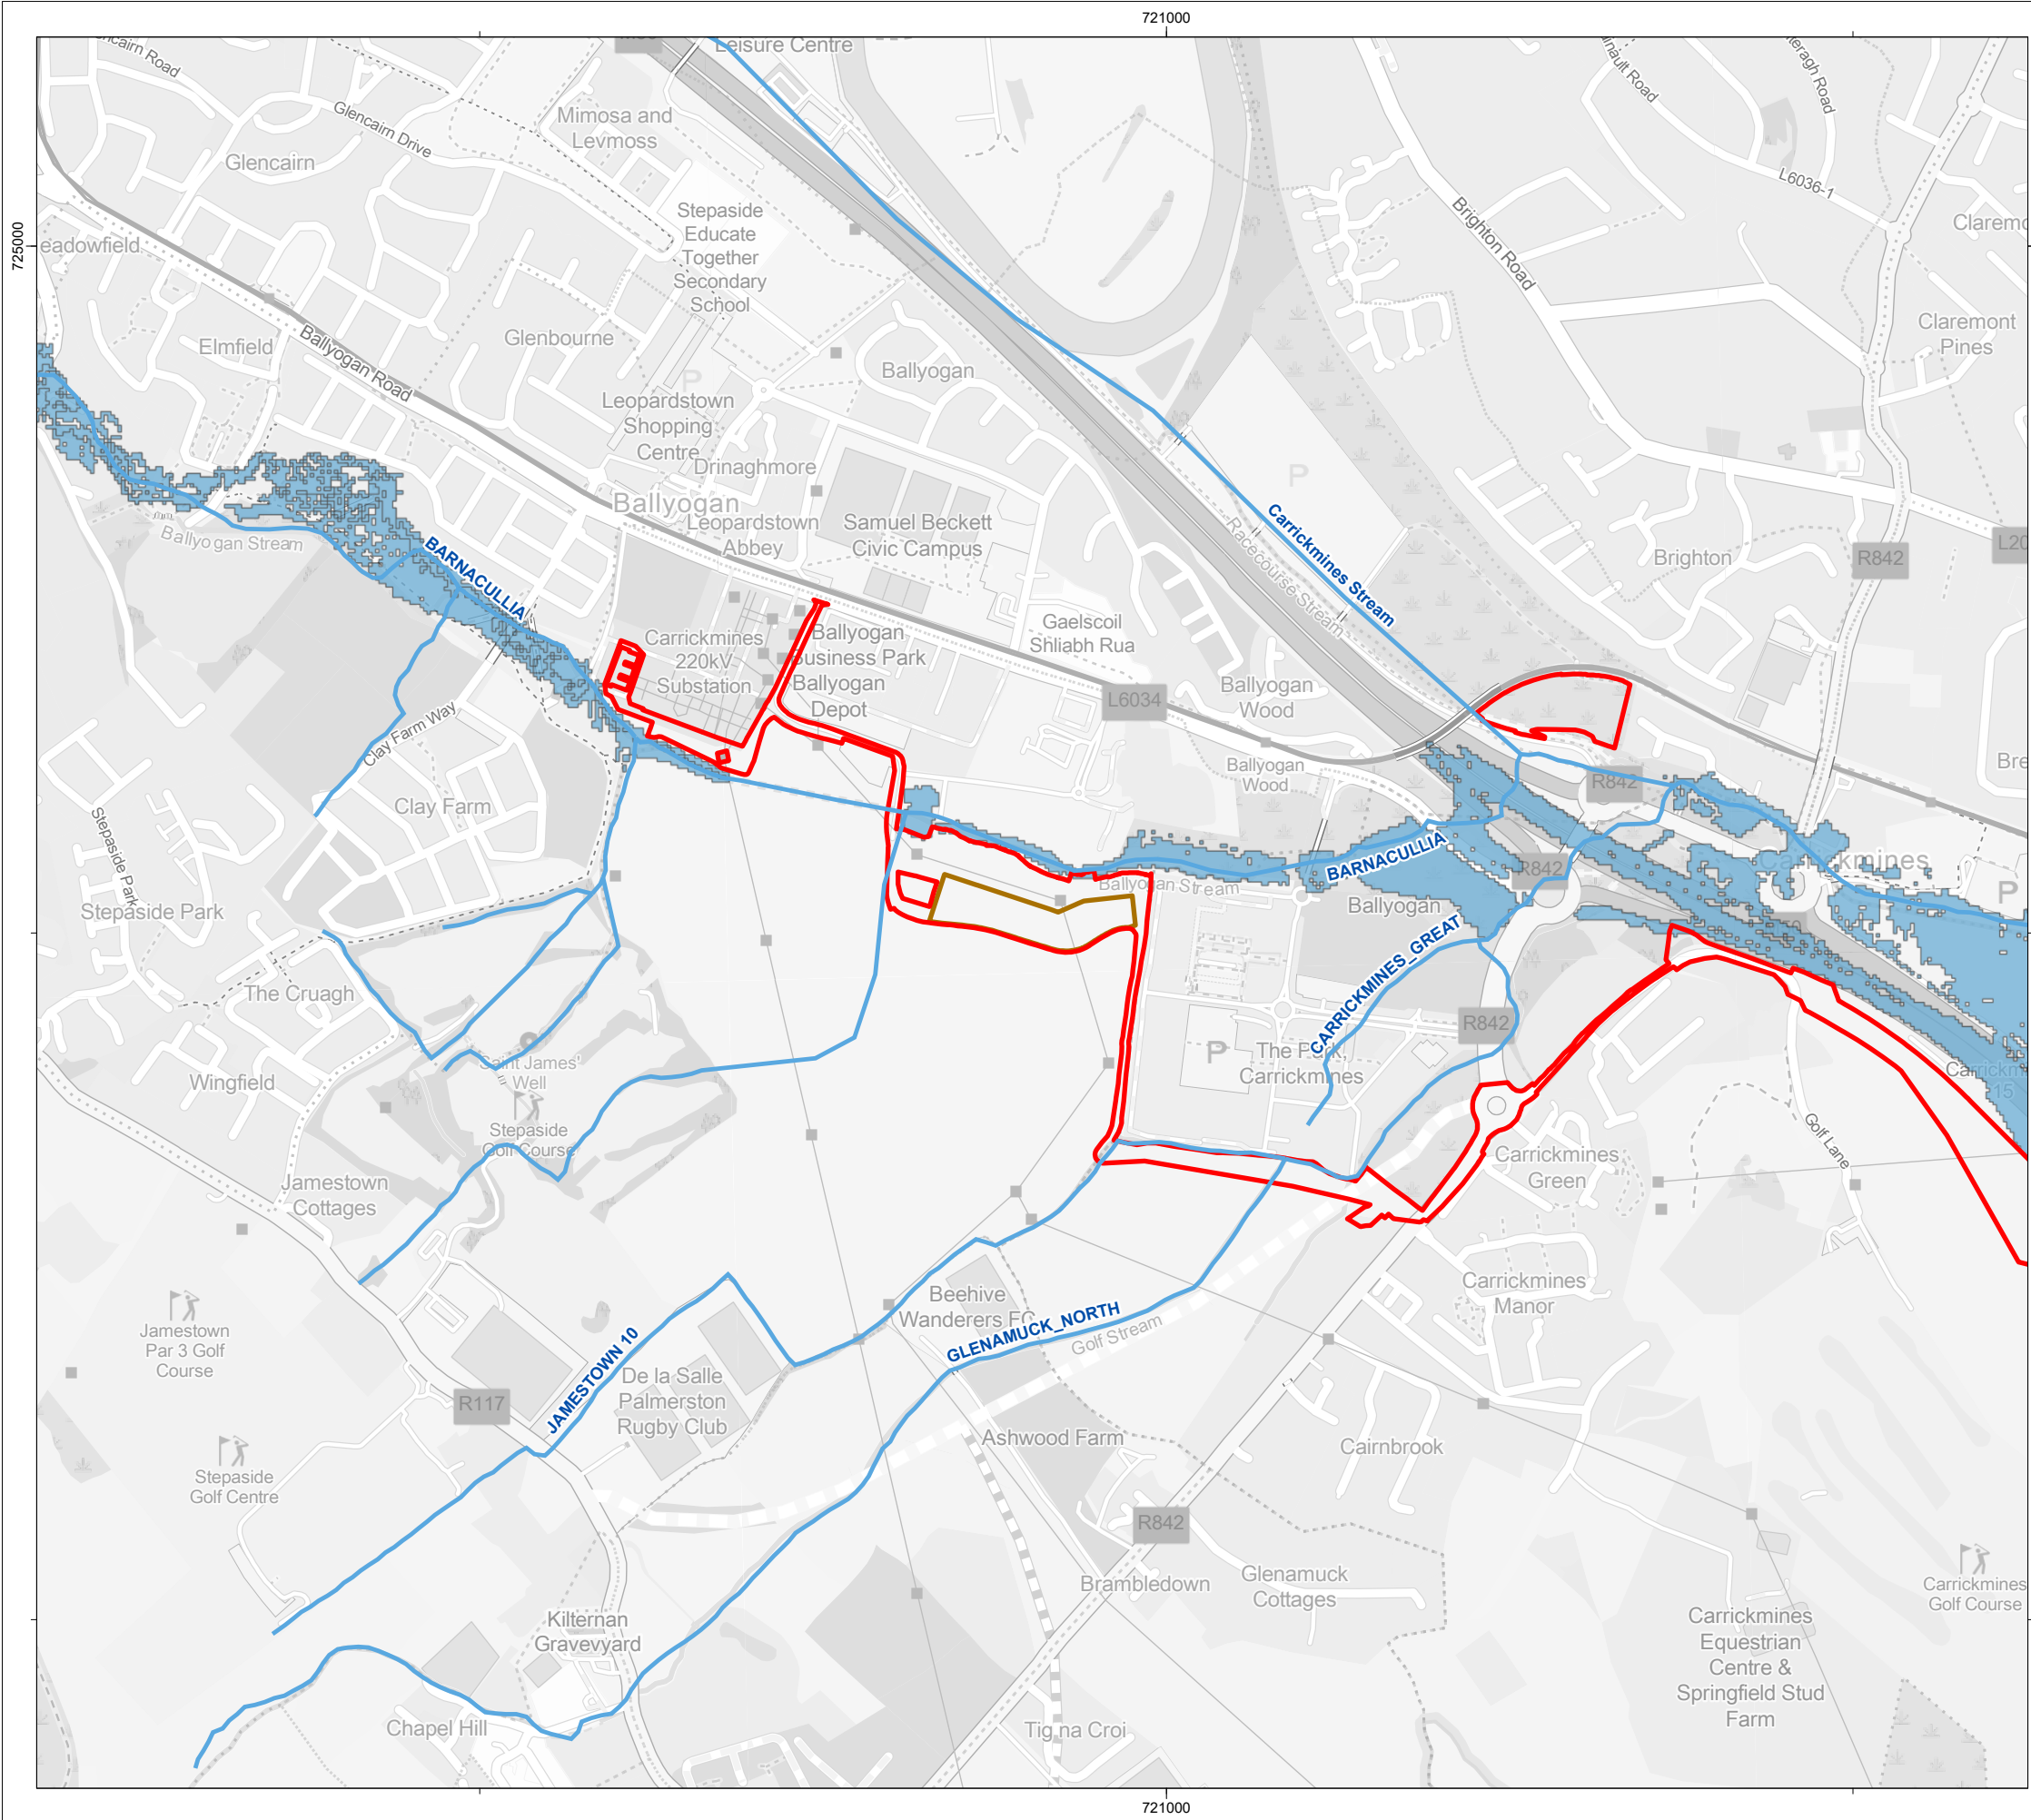 721000
Leisure Centre
Glencairn Drive
Mimosa and
Levmoss
Glencairn
L6036-1
725000
Stepaside
Educate
Together
Secondary
School
Brighton Road
eadowfield
Elmfield
Ballyogan Road
Glenbourne
Claremont
Pines
Ballyogan
P
Leopardstown
Shopping
Centre
Drinaghmore
Ballyogan
P
Leopardstown
Abbey
Samuel Beckett
Civic Campus
Carrickmines Stream
Racecourse Stream
Brighton
R842
Ballyogan Stream
BARNACULLIA
Carrickmines
220kV
Substation
Ballyogan
Business Park
Ballyogan
Depot
Gaelscoil
Shliabh Rua
L6034
Ballyogan
Wood
Ballyogan
Wood
R842
Clay Farm Way
Clay Farm
Stepaside Park
Stepaside Park
BARNACULLIA
R842
Carrickmines
P
Ballyogan Stream
Ballyogan
CARRICKMINES_GREAT
The Cruagh
R842
P
The Park,
Carrickmines
Saint James'
Well
Wingfield
Stepaside
Golf Course
Golf Lane
Carrickmines
Green
Jamestown
Cottages
Carrickmines
Manor
Beehive
Wanderers FC
GLENAMUCK_NORTH
Golf Stream
Jamestown
Par 3 Golf
Course
JAMESTOWN 10
De la Salle
Palmerston
Rugby Club
R117
Ashwood Farm
Cairnbrook
Stepaside
Golf Centre
R842
Brambledown
Glenamuck
Cottages
Carrickmines
Golf Course
Kilternan
Gravevyard
Carrickmines
Equestrian
Centre &
Springfield Stud
Farm
Chapel Hill
Tig na Croi
721000